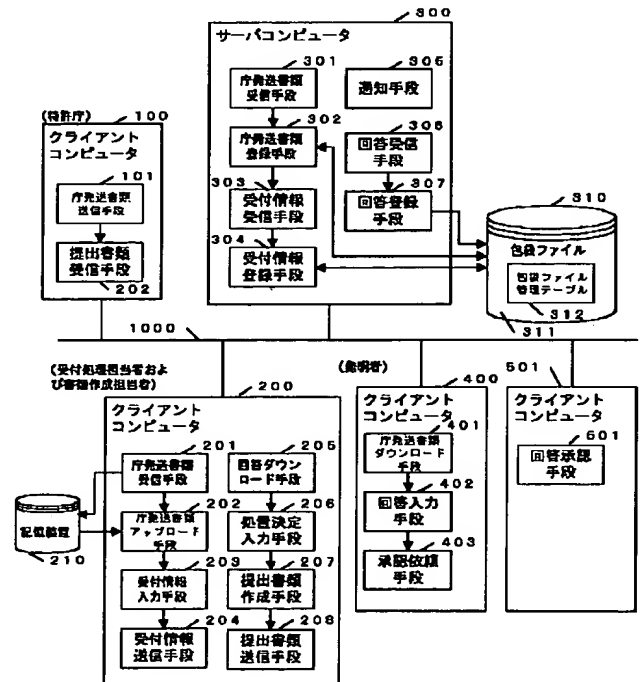 300
サーバコンピュータ
301
庁発送書類
受信手段
305
通知手段
302
庁発送書類
登録手段
306
回答受信
手段
303
受付情報
受信手段
307
回答登録
手段
304
受付情報
登録手段
(特許庁)
100
クライアント
コンピュータ
101
庁発送書類
送信手段
提出書類
受信手段
202
310
包袋ファイル
包袋ファイル
管理テーブル
312
311
1000
(受付処理担当者およ
び書類作成担当者)
200
クライアント
コンピュータ
201
庁発送書類
受信手段
205
回答ダウン
ロード手段
202
庁発送書類
アップロード
手段
206
処置決定
入力手段
203
受付情報
入力手段
207
提出書類
作成手段
204
受付情報
送信手段
208
提出書類
送信手段
記憶装置
210
(発明者)
400
クライアント
コンピュータ
401
庁発送書類
ダウンロード
手段
402
回答入力
手段
403
承認依頼
手段
501
クライアント
コンピュータ
501
回答承認
手段